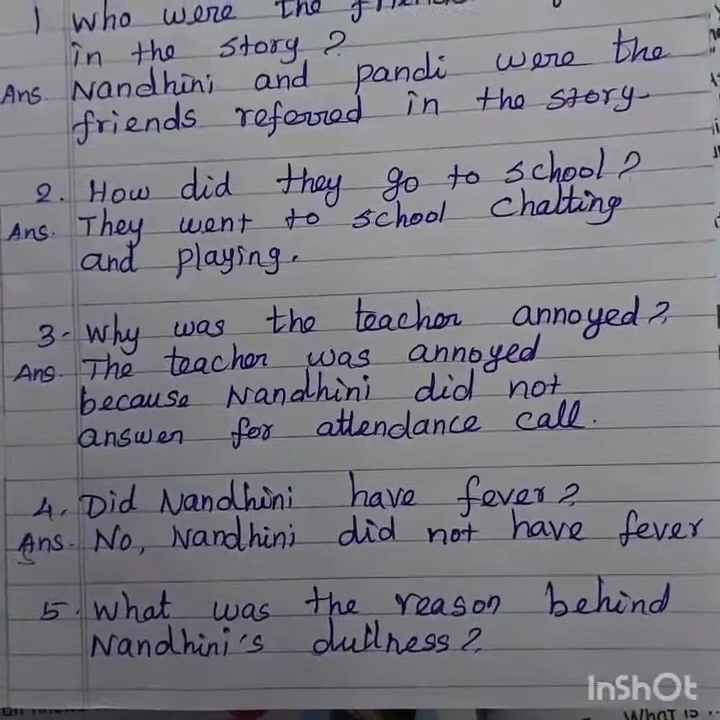 1 Who were the
in the story?
Ans. Nandhini and pandi were the
friends referred in the story-
2. How did they go to school?
Ans. They went to school chatting
and playing.
3- Why was the teacher annoyed?
Ans. The teacher was annoyed
because Nandhini did not
answer for attendance call.
4. Did Nandhini have fever?
Ans. No, Nandhini did not have fever
5. What was the reason behind
Nandhini's dullness?
InShOt
What is